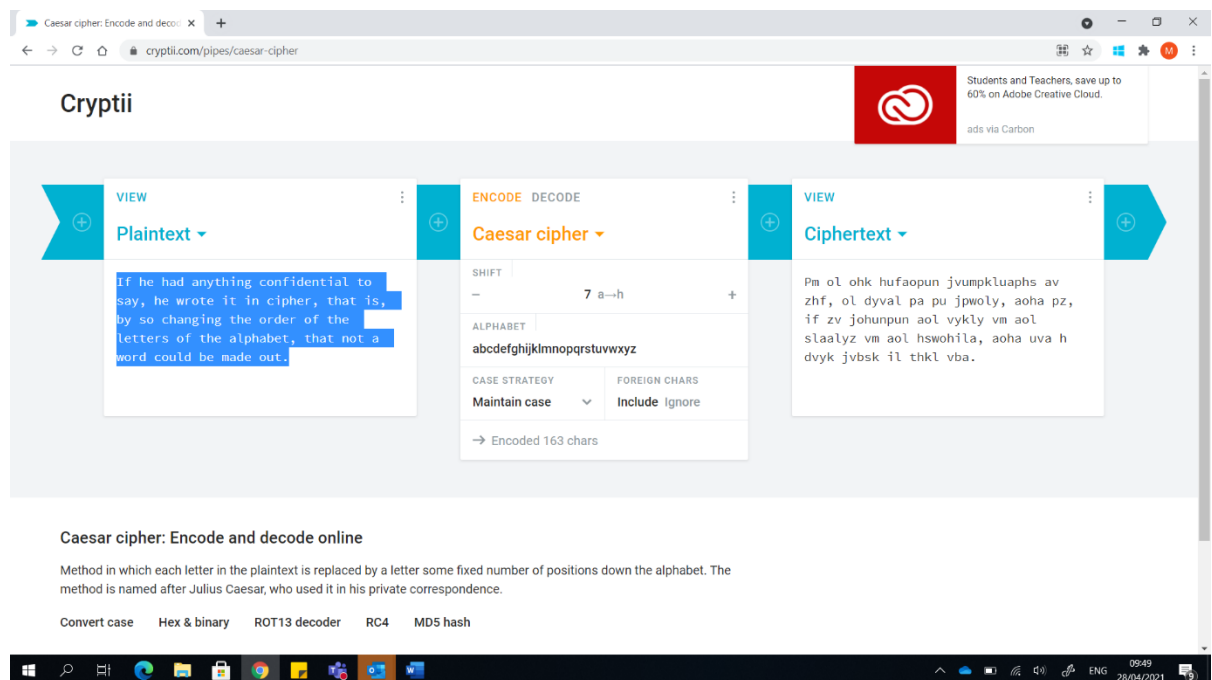 Caesar cipher: Encode and decod
cryptii.com/pipes/caesar-cipher
M
Cryptii
Students and Teachers, save up to
60% on Adobe Creative Cloud.
ads via Carbon
VIEW
Plaintext
If he had anything confidential to
say, he wrote it in cipher, that is,
by so changing the order of the
letters of the alphabet, that not a
word could be made out.
ENCODE DECODE
Caesar cipher
SHIFT
− 7 a→h +
ALPHABET
abcdefghijklmnopqrstuvwxyz
CASE STRATEGY
Maintain case
FOREIGN CHARS
Include Ignore
→ Encoded 163 chars
VIEW
Ciphertext
Pm ol ohk hufaopun jvumpkluaphs av
zhf, ol dyval pa pu jpwoly, aoha pz,
if zv johunpun aol vykly vm aol
slaalyz vm aol hswohila, aoha uva h
dvyk jvbsk il thkl vba.
Caesar cipher: Encode and decode online
Method in which each letter in the plaintext is replaced by a letter some fixed number of positions down the alphabet. The
method is named after Julius Caesar, who used it in his private correspondence.
Convert case Hex & binary ROT13 decoder RC4 MD5 hash
ENG
09:49
28/04/2021